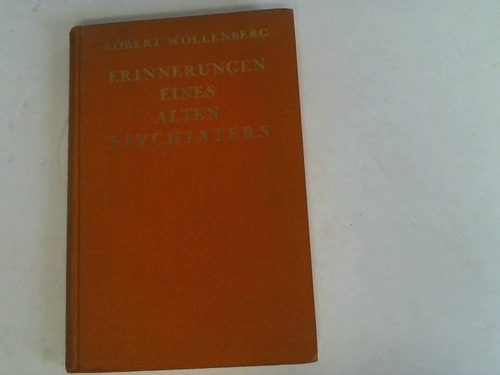 ROBERT WOLLENBERG
ERINNERUNGEN
EINES
ALTEN
PSYCHIATERS